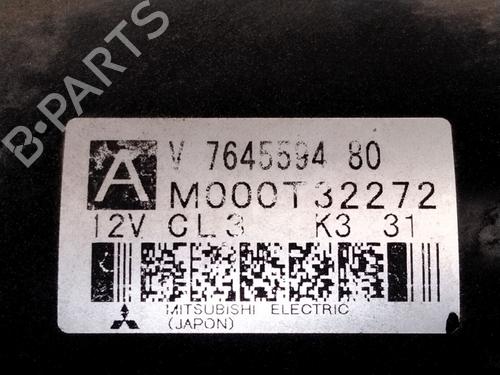 B-PARTS
A
V 7645594 80
M000T32272
12V CL3 K3 31
MITSUBISHI ELECTRIC
(JAPON)